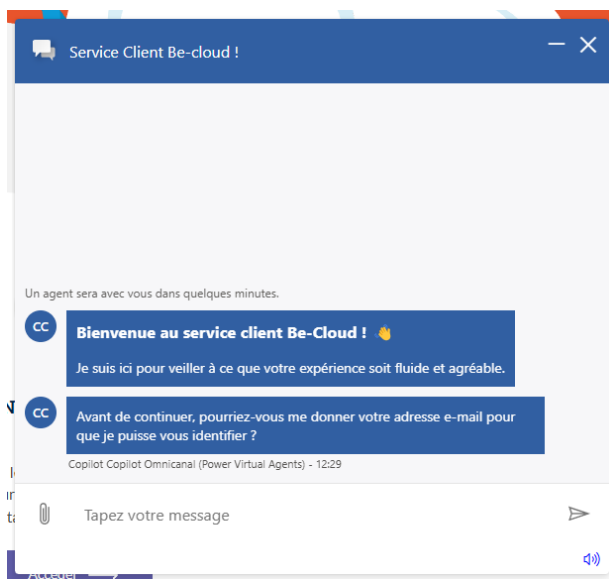 Service Client Be-cloud !
Un agent sera avec vous dans quelques minutes.
CC
Bienvenue au service client Be-Cloud ! 👋
Je suis ici pour veiller à ce que votre expérience soit fluide et agréable.
CC
Avant de continuer, pourriez-vous me donner votre adresse e-mail pour
que je puisse vous identifier ?
Copilot Copilot Omnicanal (Power Virtual Agents) - 12:29
Tapez votre message
Accéder